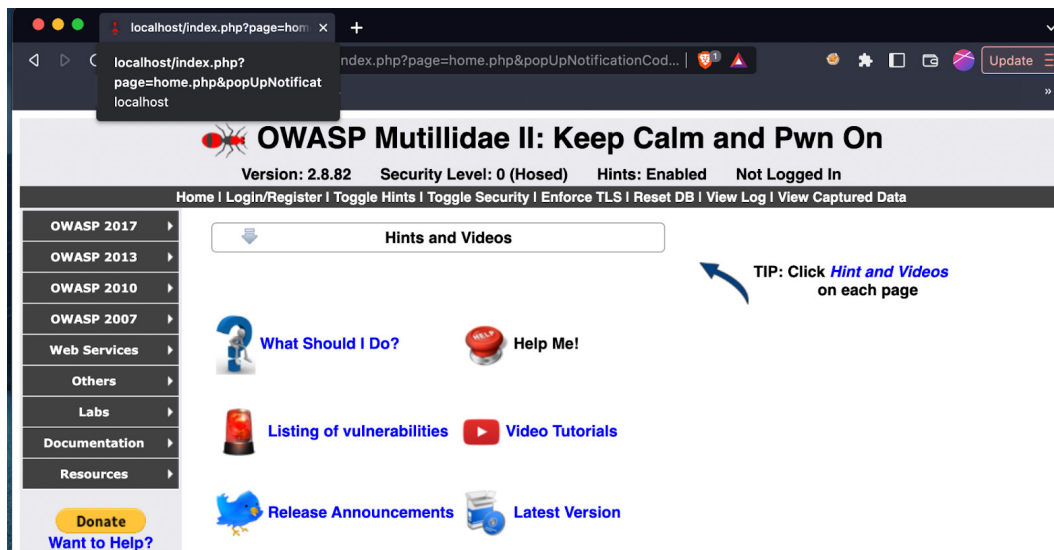 localhost/index.php?page=hom
localhost/index.php?
page=home.php&popUpNotificat
localhost
ndex.php?page=home.php&popUpNotificationCod...
1
Update
»
OWASP Mutillidae II: Keep Calm and Pwn On
Version: 2.8.82 Security Level: 0 (Hosed) Hints: Enabled Not Logged In
Home | Login/Register | Toggle Hints | Toggle Security | Enforce TLS | Reset DB | View Log | View Captured Data
OWASP 2017
OWASP 2013
OWASP 2010
OWASP 2007
Web Services
Others
Labs
Documentation
Resources
Donate
Want to Help?
Hints and Videos
TIP: Click Hint and Videos
on each page
What Should I Do?
HELP
Help Me!
Listing of vulnerabilities
Video Tutorials
Release Announcements
Latest Version